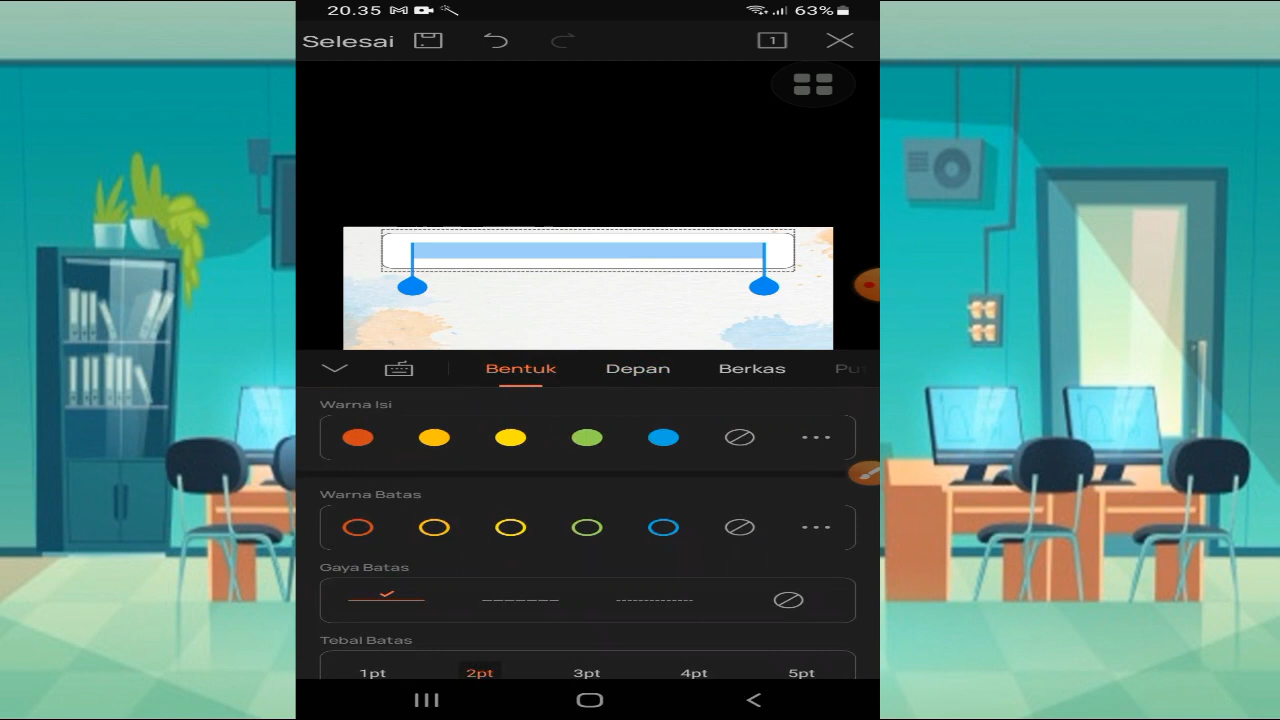 20.35 63%
Selesai 1
Bentuk Depan Berkas Pu
Warna Isi
Warna Batas
Gaya Batas
Tebal Batas
1pt 2pt 3pt 4pt 5pt